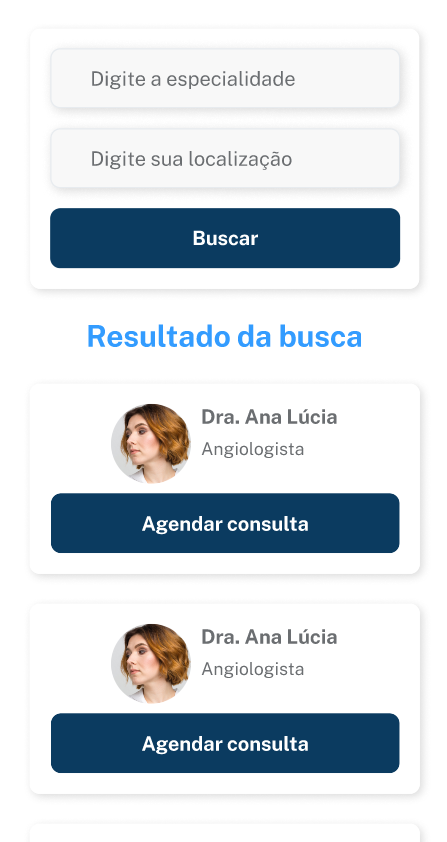 Digite a especialidade
Digite sua localização
Buscar
Resultado da busca
Dra. Ana Lúcia
Angiologista
Agendar consulta
Dra. Ana Lúcia
Angiologista
Agendar consulta